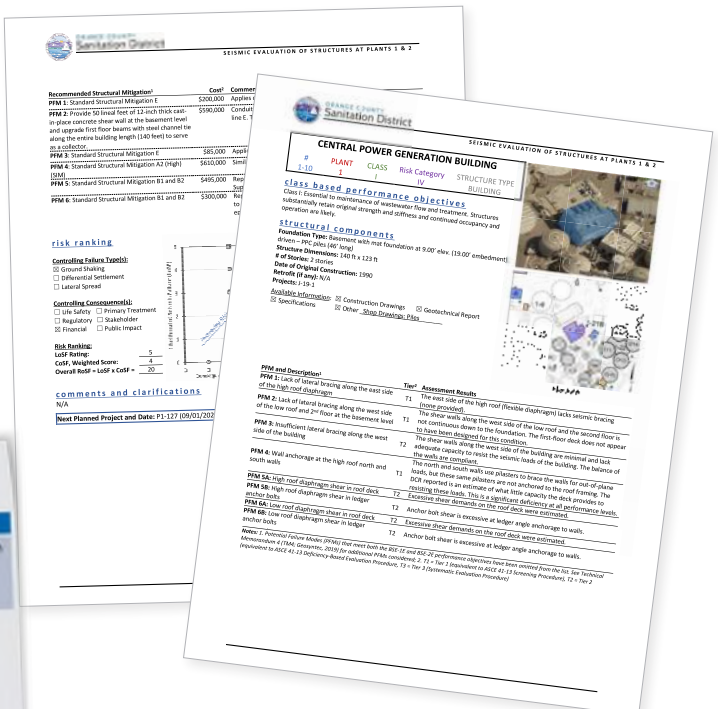 ORANGE COUNTY
Sanitation District
SEISMIC EVALUATION OF STRUCTURES AT PLANTS 1 & 2
Recommended Structural Mitigation¹ Cost²
PFM 1: Standard Structural Mitigation E $200,000 Applies
PFM 2: Provide 50 lineal feet of 12-inch thick cast- $590,000
in-place concrete shear wall at the basement level line E.
and upgrade first floor beams with steel channel tie
along the entire building length (140 feet) to serve
as a collector.
PFM 3: Standard Structural Mitigation E $85,000
PFM 4: Standard Structural Mitigation A2 (High) $610,000
(SIM)
PFM 5: Standard Structural Mitigation B1 and B2 $495,000
PFM 6: Standard Structural Mitigation B1 and B2 $300,000
risk ranking
Controlling Failure Type(s):
☒ Ground Shaking
☐ Differential Settlement
☐ Lateral Spread
Controlling Consequence(s):
☐ Life Safety ☐ Primary Treatment
☐ Regulatory ☐ Stakeholder
☒ Financial ☐ Public Impact
Risk Ranking:
LoSF Rating: 5
CoSF, Weighted Score: 4
Overall RoSF = LoSF x CoSF = 20
comments and clarifications
N/A
Next Planned Project and Date: P1-127
ORANGE COUNTY
Sanitation District
SEISMIC EVALUATION OF STRUCTURES AT PLANTS 1 & 2
CENTRAL POWER GENERATION BUILDING
# PLANT CLASS Risk Category STRUCTURE TYPE
1-10 1 I IV BUILDING
class based performance objectives
Class I: Essential to maintenance of wastewater flow and treatment. Structures
substantially retain original strength and stiffness and continued occupancy and
operation are likely.
structural components
Foundation Type: Basement with mat foundation at 9.00' elev. (19.00' embedment)
driven – PPC piles (46' long)
Structure Dimensions: 140 ft x 123 ft
# of Stories: 2 stories
Date of Original Construction: 1990
Retrofit (if any): N/A
Projects: J-19-1
Available Information: ☒ Construction Drawings ☒ Geotechnical Report
☒ Specifications ☒ Other Shop Drawings: Piles
PFM and Description¹ Tier² Assessment Results
PFM 1: Lack of lateral bracing along the east side T1 The east side of the high roof (flexible diaphragm) lacks seismic bracing
of the high roof diaphragm (none provided).
PFM 2: Lack of lateral bracing along the west side T1 The shear walls along the west side of the low roof and the second floor is
of the low roof and 2nd floor at the basement level not continuous down to the foundation. The first-floor deck does not appear
to have been designed for this condition.
PFM 3: Insufficient lateral bracing along the west T2 The shear walls along the west side of the building are minimal and lack
side of the building adequate capacity to resist the seismic loads of the building. The balance of
the walls are compliant.
PFM 4: Wall anchorage at the high roof north and T1 The north and south walls use pilasters to brace the walls for out-of-plane
south walls loads, but these same pilasters are not anchored to the roof framing. The
DCR reported is an estimate of what little capacity the deck provides to
resisting these loads. This is a significant deficiency at all performance levels.
PFM 5A: High roof diaphragm shear in roof deck T2 Excessive shear demands on the roof deck were estimated.
PFM 5B: High roof diaphragm shear in ledger T2 Anchor bolt shear is excessive at ledger angle anchorage to walls.
anchor bolts
PFM 6A: Low roof diaphragm shear in roof deck T2 Excessive shear demands on the roof deck were estimated.
PFM 6B: Low roof diaphragm shear in ledger T2 Anchor bolt shear is excessive at ledger angle anchorage to walls.
anchor bolts
Notes: 1. Potential Failure Modes (PFMs) that meet both the BSE-1E and BSE-2E performance objectives have been omitted from the list. See Technical
Memorandum 4 (TM4; Geosyntec, 2019) for additional PFMs considered; 2. T1 = Tier 1 (equivalent to ASCE 41-13 Screening Procedure), T2 = Tier 2
(equivalent to ASCE 41-13 Deficiency-Based Evaluation Procedure, T3 = Tier 3 (Systematic Evaluation Procedure)